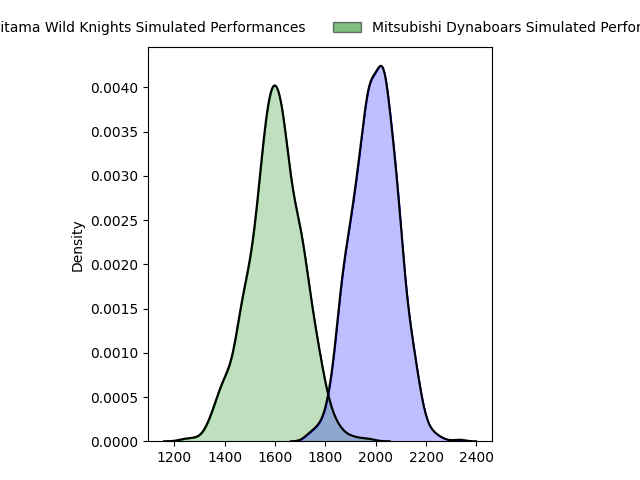 itama Wild Knights Simulated Performances
Mitsubishi Dynaboars Simulated Perfor
0.0040
0.0035
0.0030
0.0025
0.0020
0.0015
0.0010
0.0005
0.0000
Density
1200 1400 1600 1800 2000 2200 2400